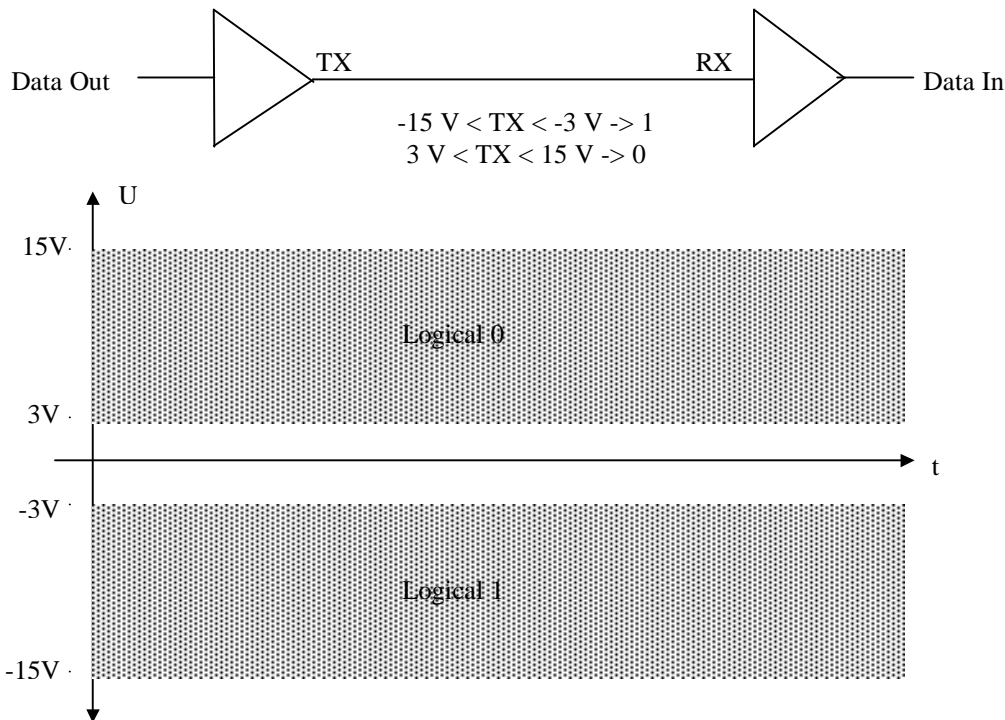 TX
RX
Data Out
Data In
-15 V < TX < -3 V -> 1
3 V < TX < 15 V -> 0
U
15V
Logical 0
3V
t
-3V
Logical 1
-15V